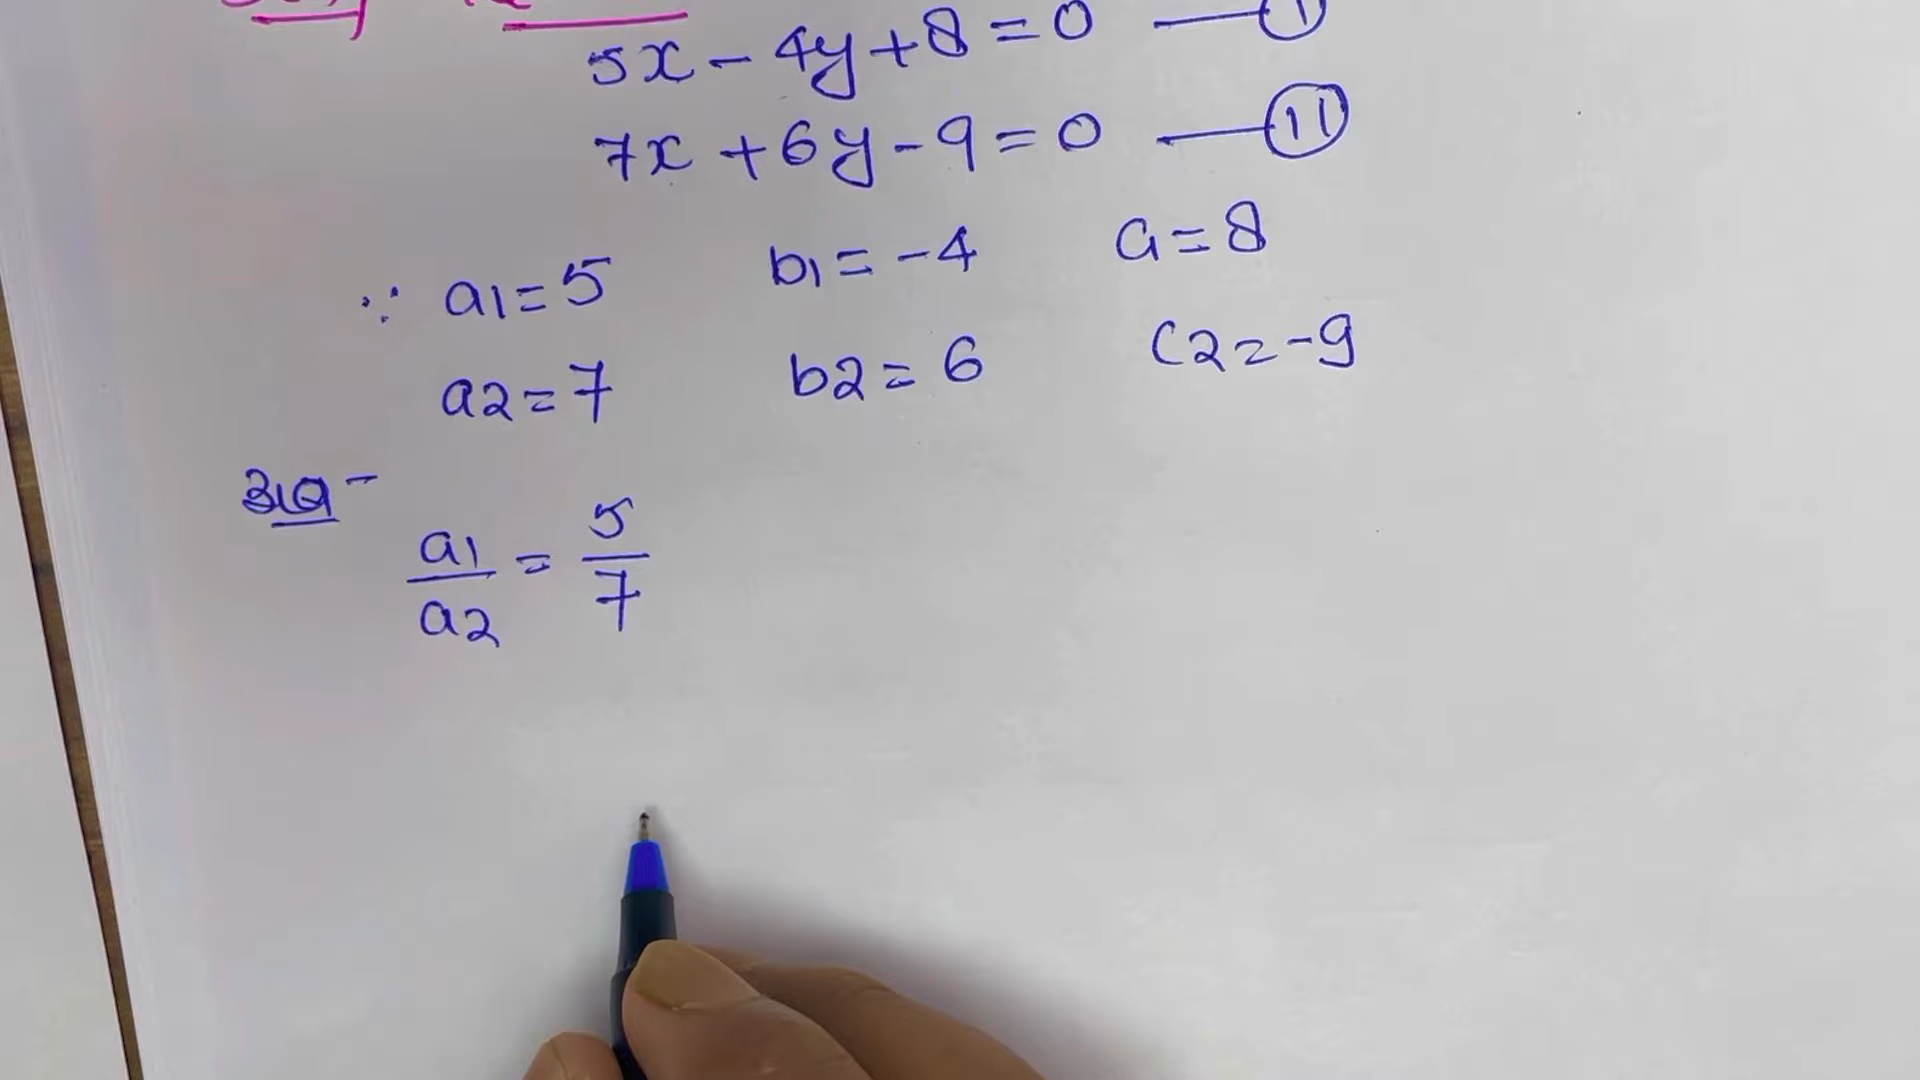 5x - 4y + 8 = 0 — I
7x + 6y - 9 = 0 — II
∵ a1 = 5 b1 = -4 c1 = 8
a2 = 7 b2 = 6 c2 = -9
अब -
a1/a2 = 5/7